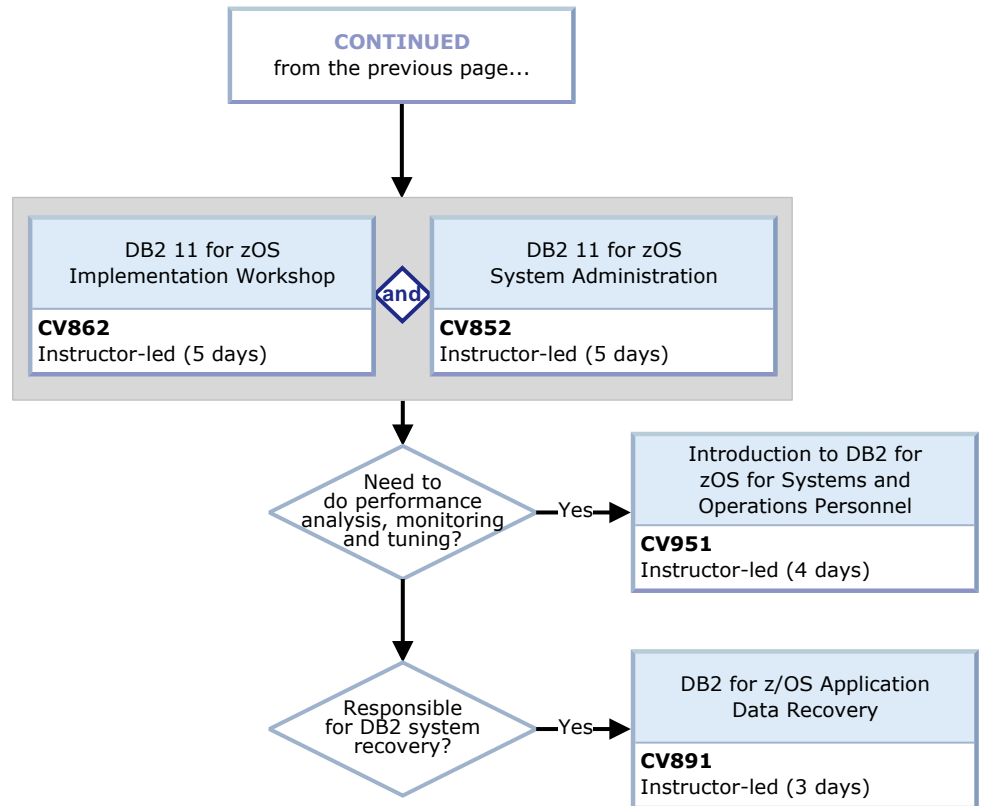 CONTINUED
from the previous page...
DB2 11 for zOS
Implementation Workshop
CV862
Instructor-led (5 days)
and
DB2 11 for zOS
System Administration
CV852
Instructor-led (5 days)
Need to
do performance
analysis, monitoring
and tuning?
Yes
Introduction to DB2 for
zOS for Systems and
Operations Personnel
CV951
Instructor-led (4 days)
Responsible
for DB2 system
recovery?
Yes
DB2 for z/OS Application
Data Recovery
CV891
Instructor-led (3 days)